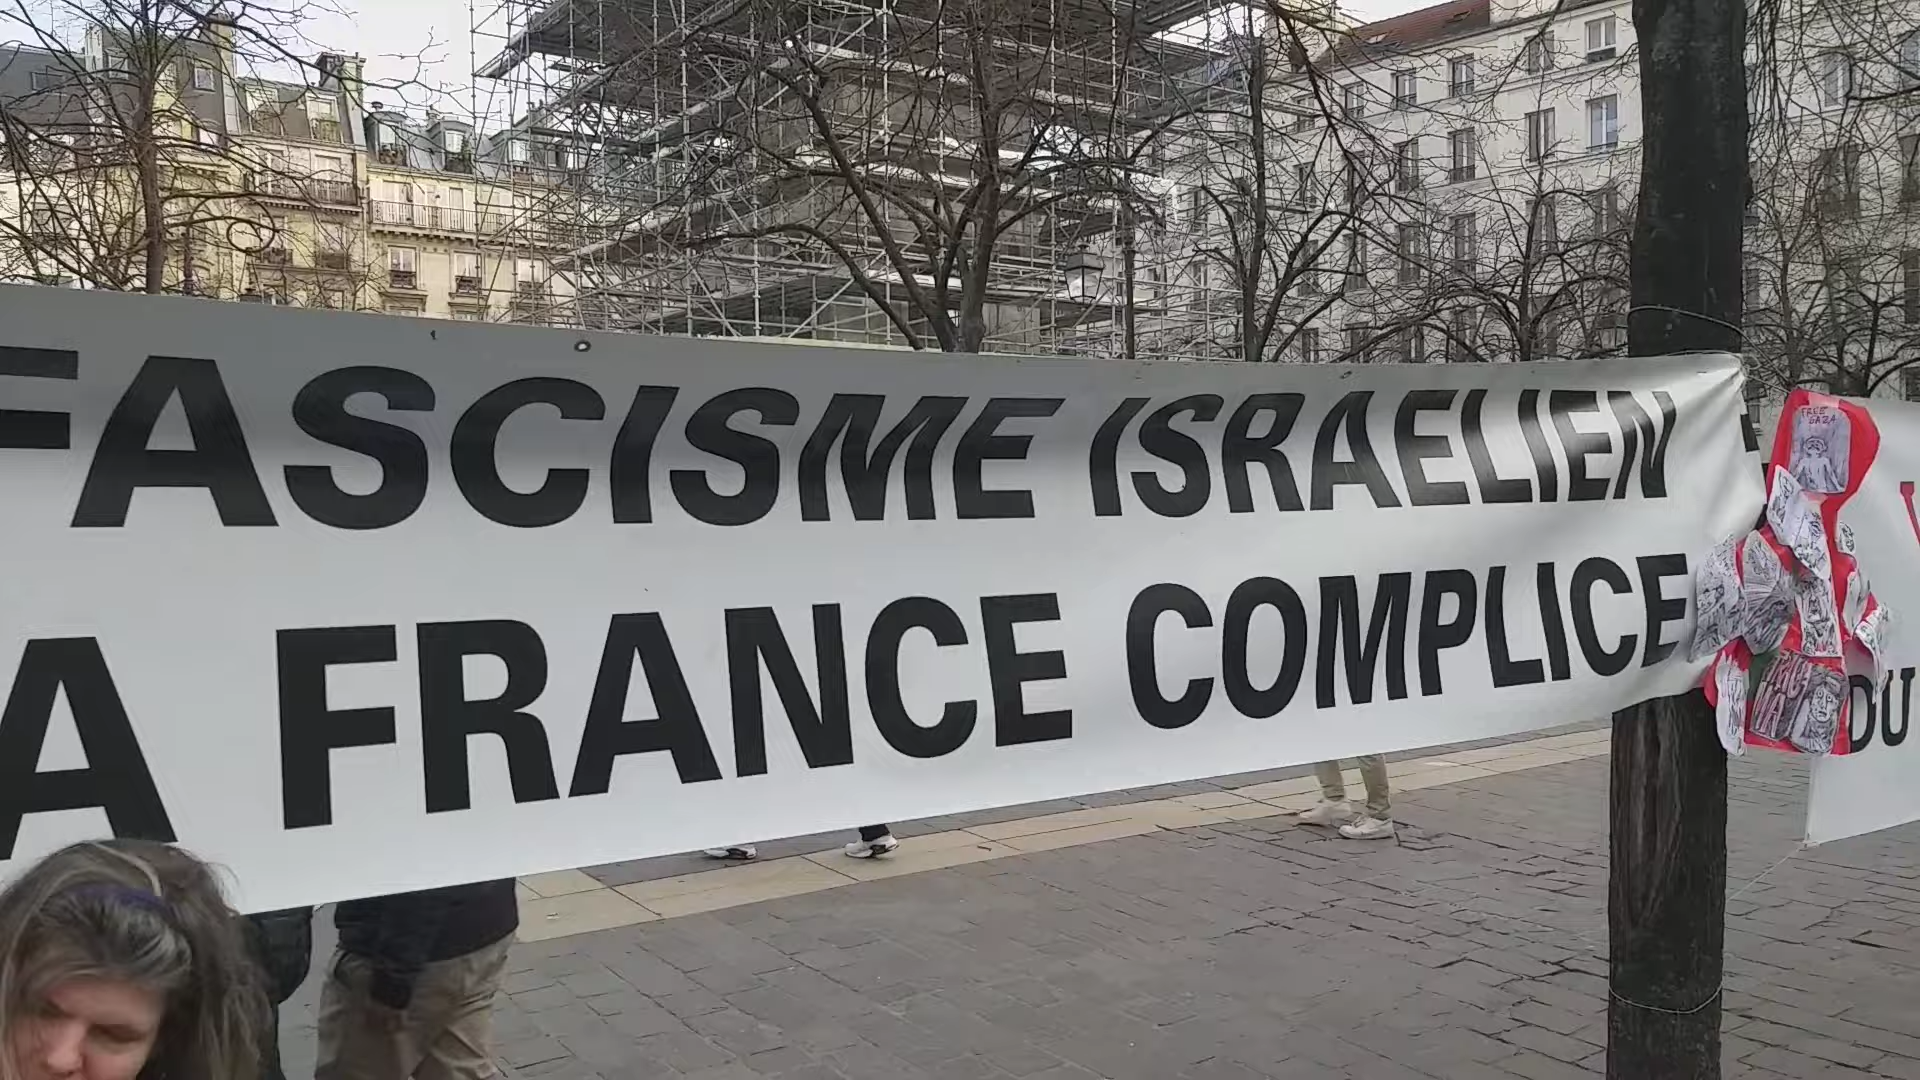 FASCISME ISRAELIEN
A FRANCE COMPLICE
FREE
GAZA
DU